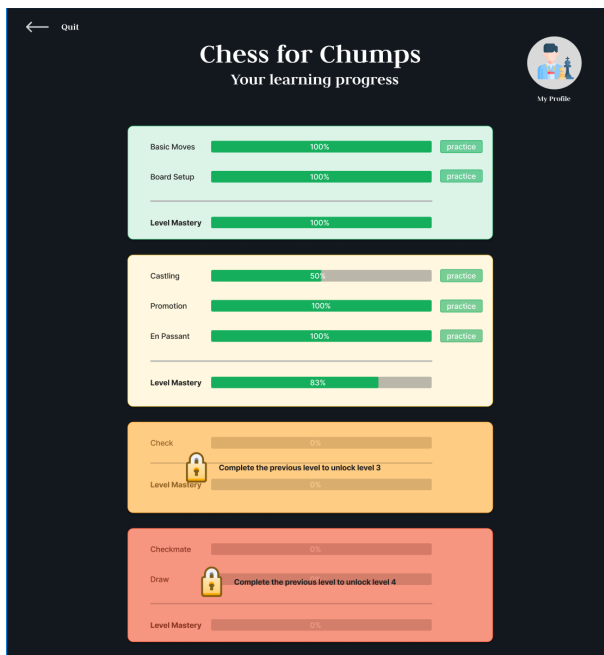 Quit
Chess for Chumps
Your learning progress
My Profile
Basic Moves 100% practice
Board Setup 100% practice
Level Mastery 100%
Castling 50% practice
Promotion 100% practice
En Passant 100% practice
Level Mastery 83%
Check 0%
Complete the previous level to unlock level 3
Level Mastery 0%
Checkmate 0%
Draw
Complete the previous level to unlock level 4
Level Mastery 0%